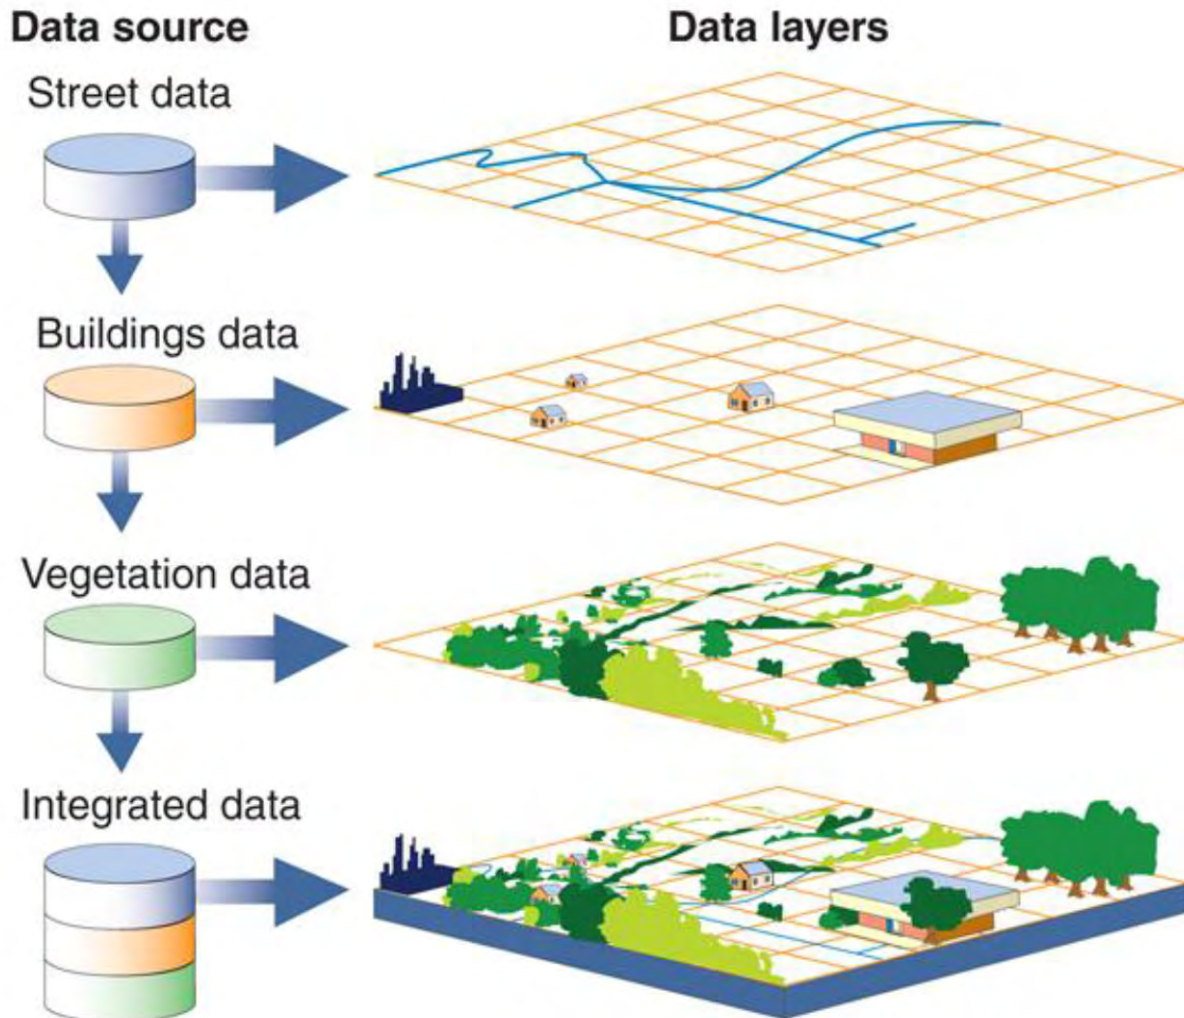 Data source
Data layers
Street data
Buildings data
Vegetation data
Integrated data